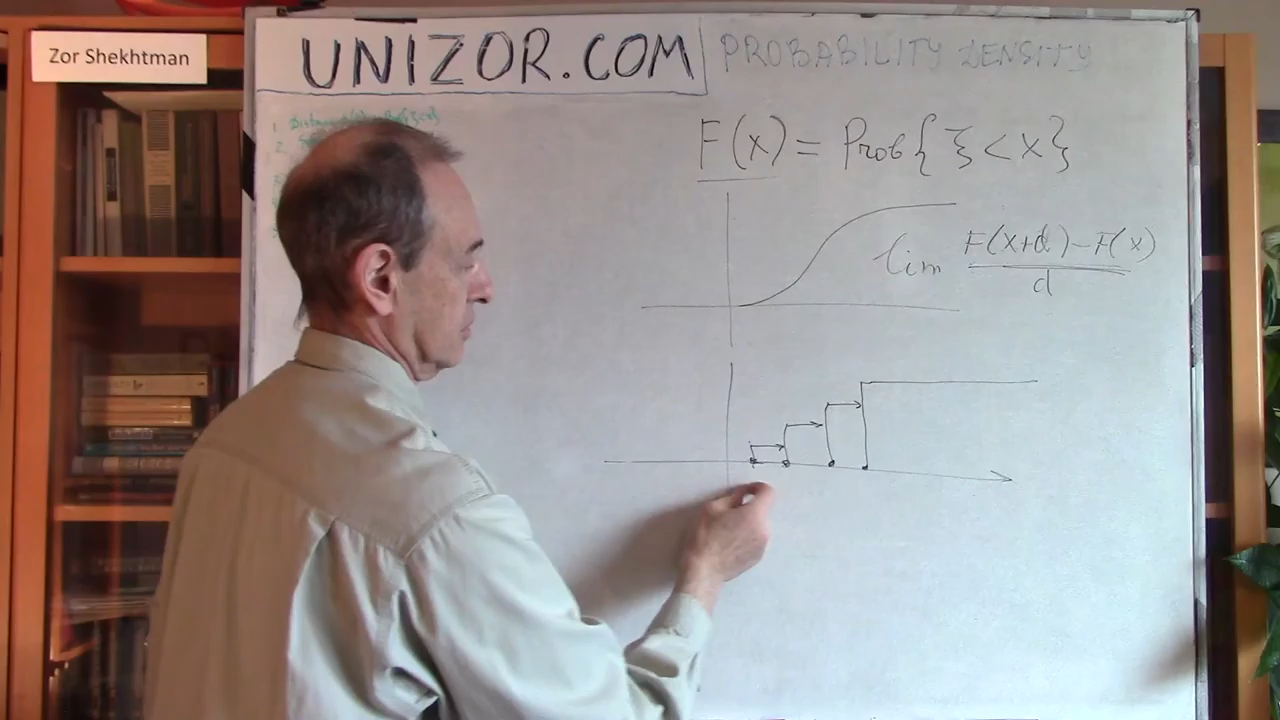 Zor Shekhtman
UNIZOR.COM
PROBABILITY DENSITY
F(x) = Prob{ξ < x}
lim F(x+d) - F(x)
d